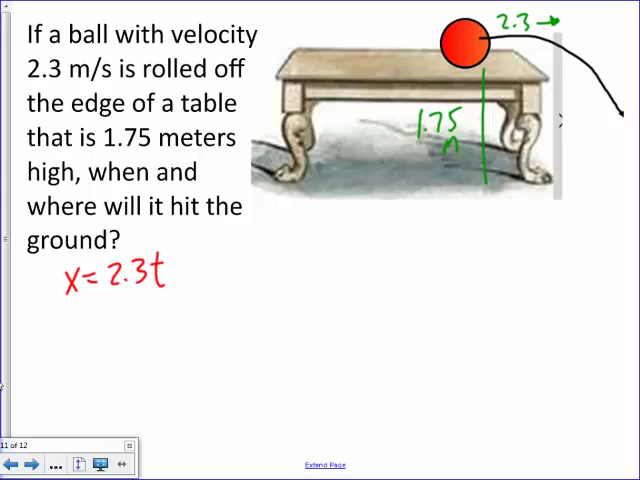 If a ball with velocity
2.3 m/s is rolled off
the edge of a table
that is 1.75 meters
high, when and
where will it hit the
ground?
2.3
1.75
m
x = 2.3t
11 of 12
Extend Page